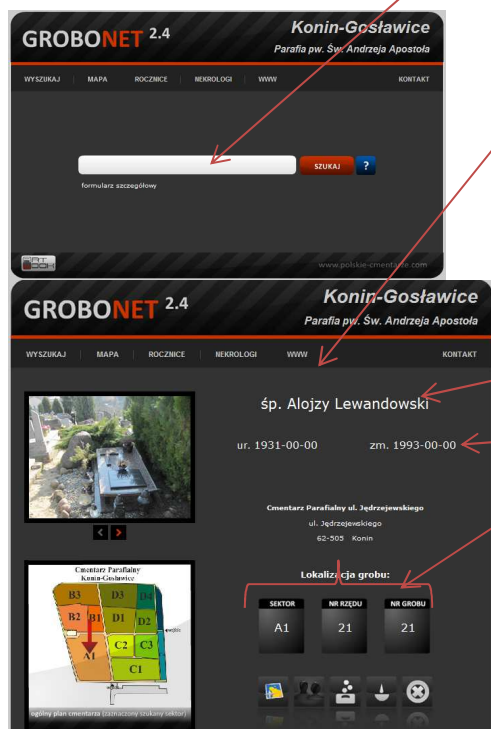 GROBONET 2.4
Konin-Gosławice
Parafia pw. Św. Andrzeja Apostoła
WYSZUKAJ MAPA ROCZNICE NEKROLOGI WWW KONTAKT
SZUKAJ ?
formularz szczegółowy
www.polskie-cmentarze.com
GROBONET 2.4
Konin-Gosławice
Parafia pw. Św. Andrzeja Apostoła
WYSZUKAJ MAPA ROCZNICE NEKROLOGI WWW KONTAKT
śp. Alojzy Lewandowski
ur. 1931-00-00 zm. 1993-00-00
Cmentarz Parafialny ul. Jędrzejewskiego
ul. Jędrzejewskiego
62-505 Konin
Lokalizacja grobu:
SEKTOR NR RZĘDU NR GROBU
A1 21 21
Cmentarz Parafialny
Konin-Gosławice
B3 D3 D4
B2 B1 D1 D2
A1 C2 C3
C1
ogólny plan cmentarza (zaznaczony szukany sektor)